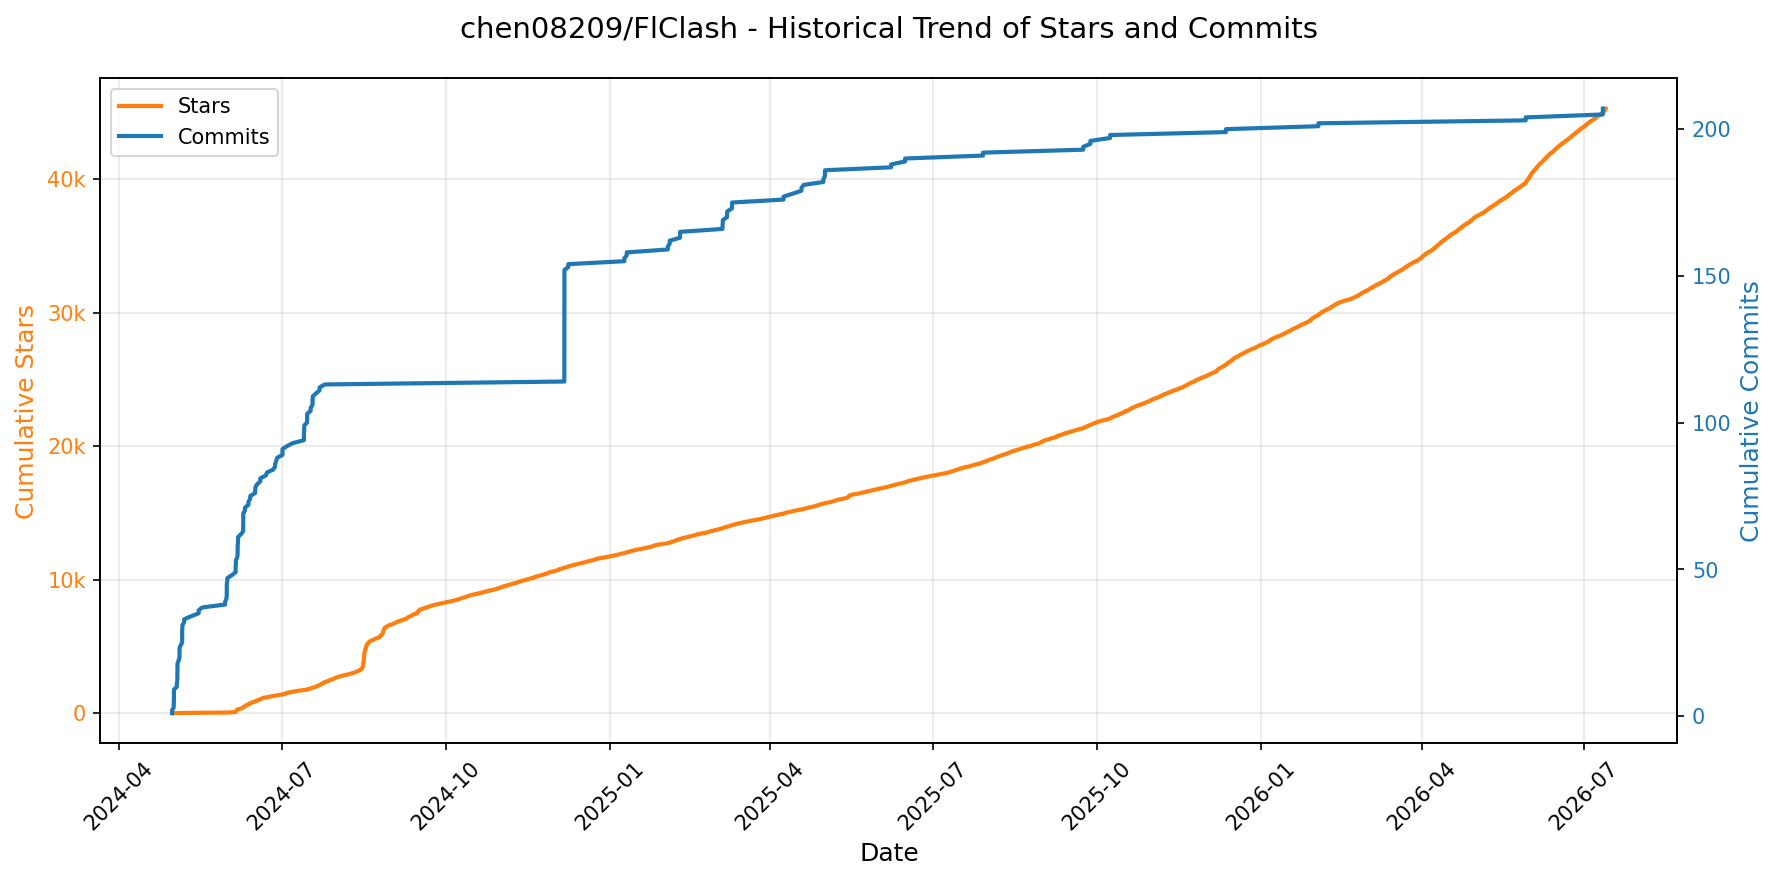 chen08209/FlClash - Historical Trend of Stars and Commits
Stars
Commits
Cumulative Stars
40k
30k
20k
10k
0
Cumulative Commits
200
150
100
50
0
2024-04
2024-07
2024-10
2025-01
2025-04
2025-07
2025-10
2026-01
2026-04
2026-07
Date